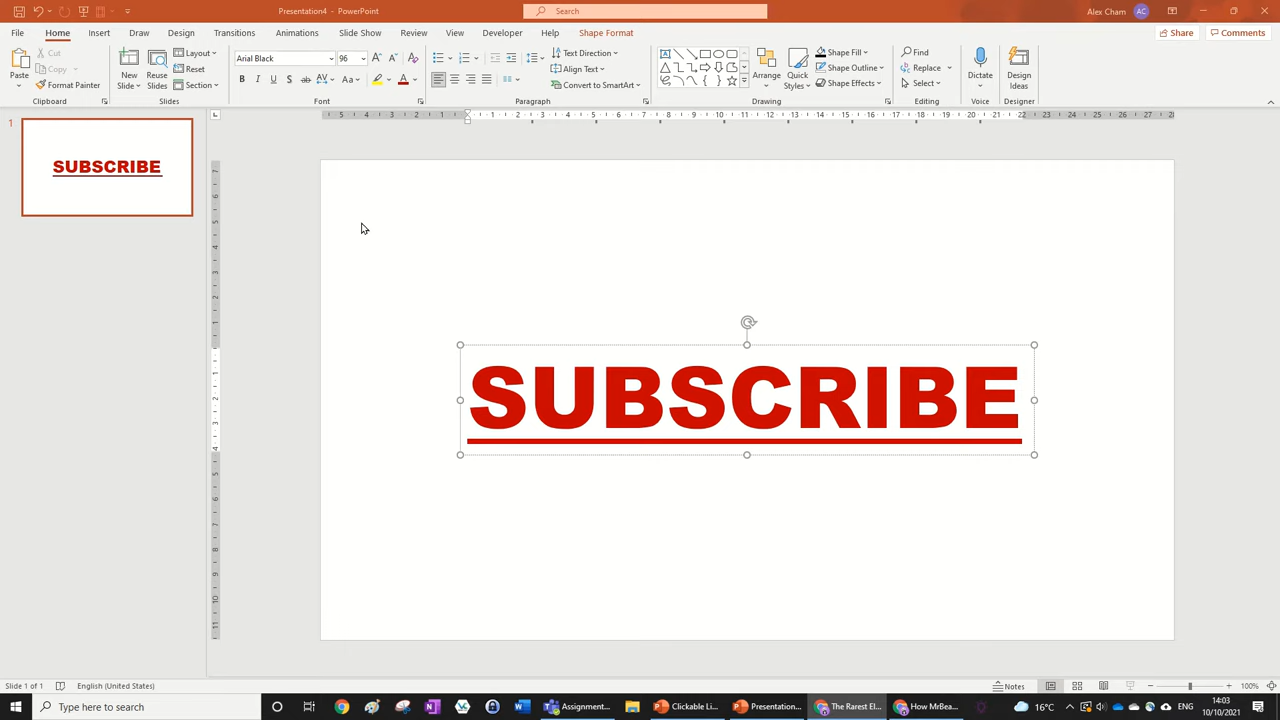 Presentation4 - PowerPoint
Search
Alex Cham AC
File Home Insert Draw Design Transitions Animations Slide Show Review View Developer Help Shape Format
Share Comments
Paste
Cut
Copy
Format Painter
Clipboard
New Slide
Reuse Slides
Layout
Reset
Section
Slides
Arial Black 96
Font
Text Direction
Align Text
Convert to SmartArt
Paragraph
Arrange
Quick Styles
Shape Fill
Shape Outline
Shape Effects
Drawing
Find
Replace
Select
Editing
Dictate
Voice
Design Ideas
Designer
1
SUBSCRIBE
SUBSCRIBE
Slide 1 of 1 English (United States) Notes 100%
Type here to search
Assignment...
Clickable Li...
Presentation...
The Rarest El...
How MrBea...
16°C
ENG
14:03
10/10/2021